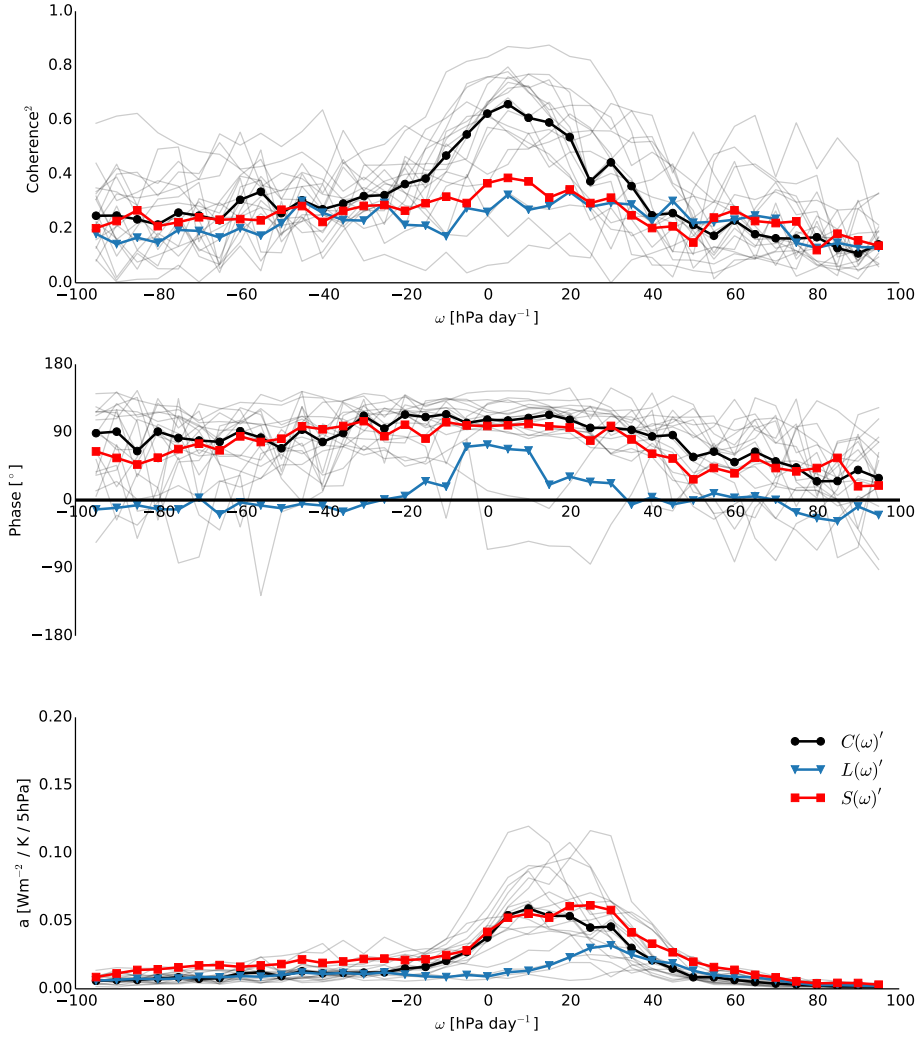 1.0
0.8
0.6
0.4
0.2
0.0
Coherence²
−100 −80 −60 −40 −20 0 20 40 60 80 100
ω [hPa day⁻¹]
180
90
0
−90
−180
Phase [°]
−100 −80 −60 −40 −20 0 20 40 60 80 100
0.20
0.15
0.10
0.05
0.00
a [Wm⁻² / K / 5hPa]
C(ω)′
L(ω)′
S(ω)′
−100 −80 −60 −40 −20 0 20 40 60 80 100
ω [hPa day⁻¹]